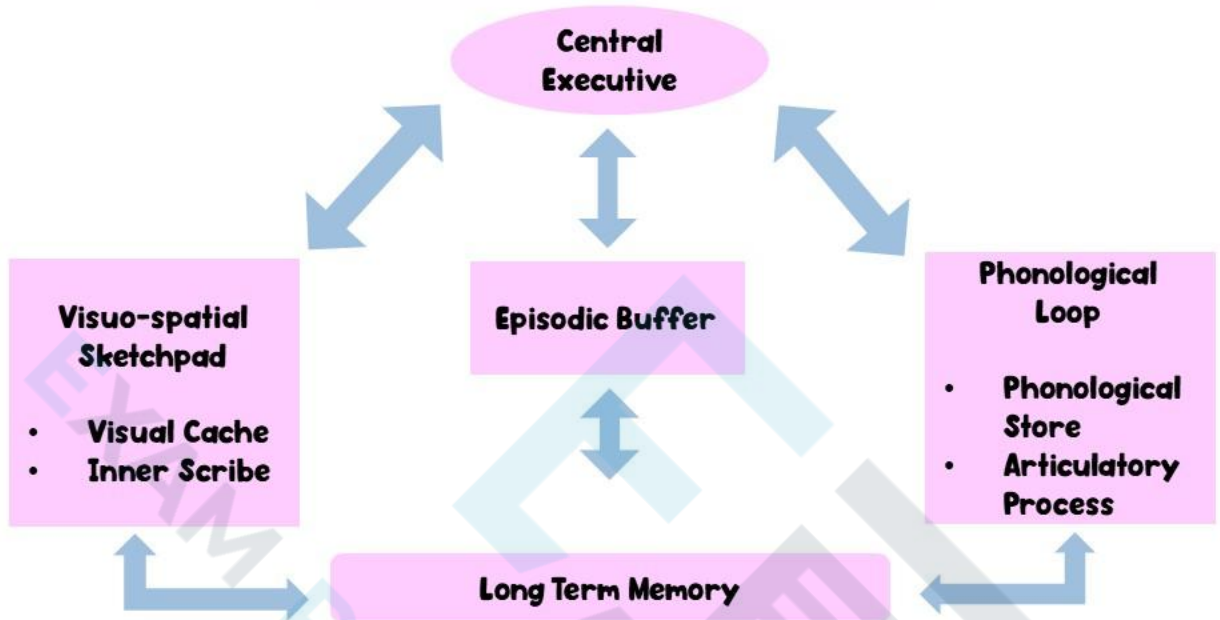 Central
Executive
Visuo-spatial
Sketchpad
• Visual Cache
• Inner Scribe
Episodic Buffer
Phonological
Loop
• Phonological
Store
• Articulatory
Process
Long Term Memory
EXAM